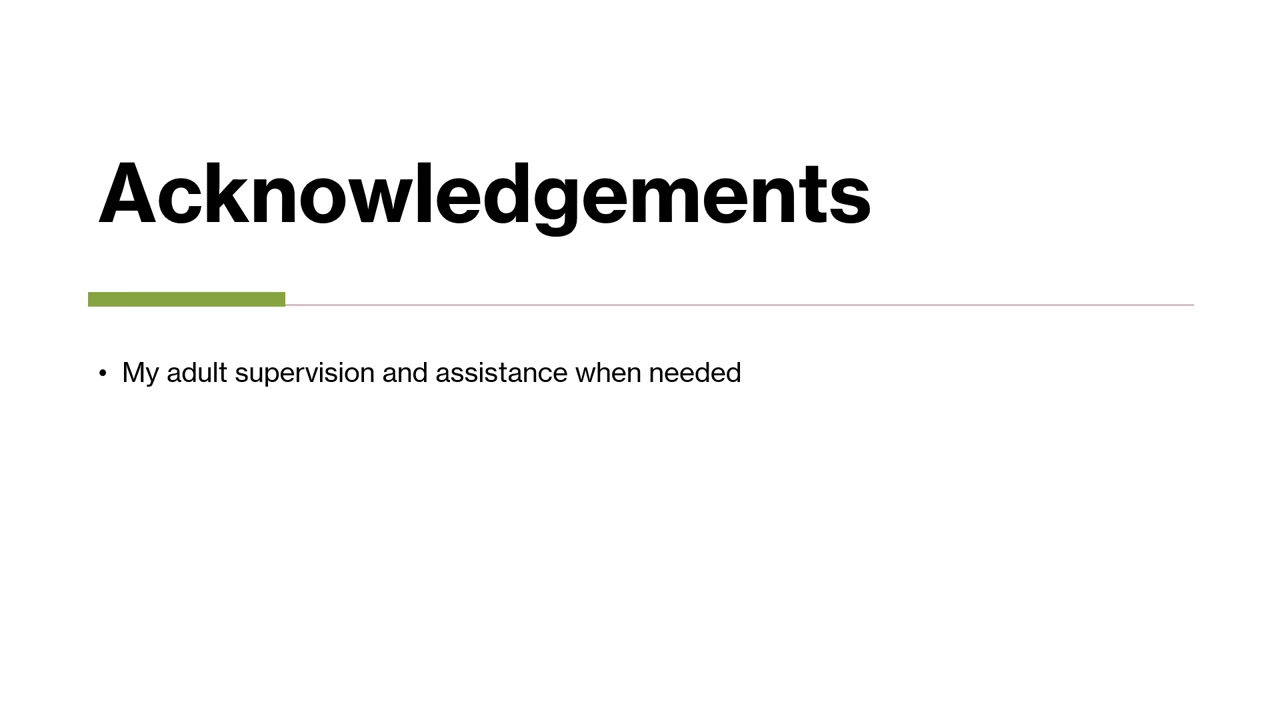 Acknowledgements
• My adult supervision and assistance when needed